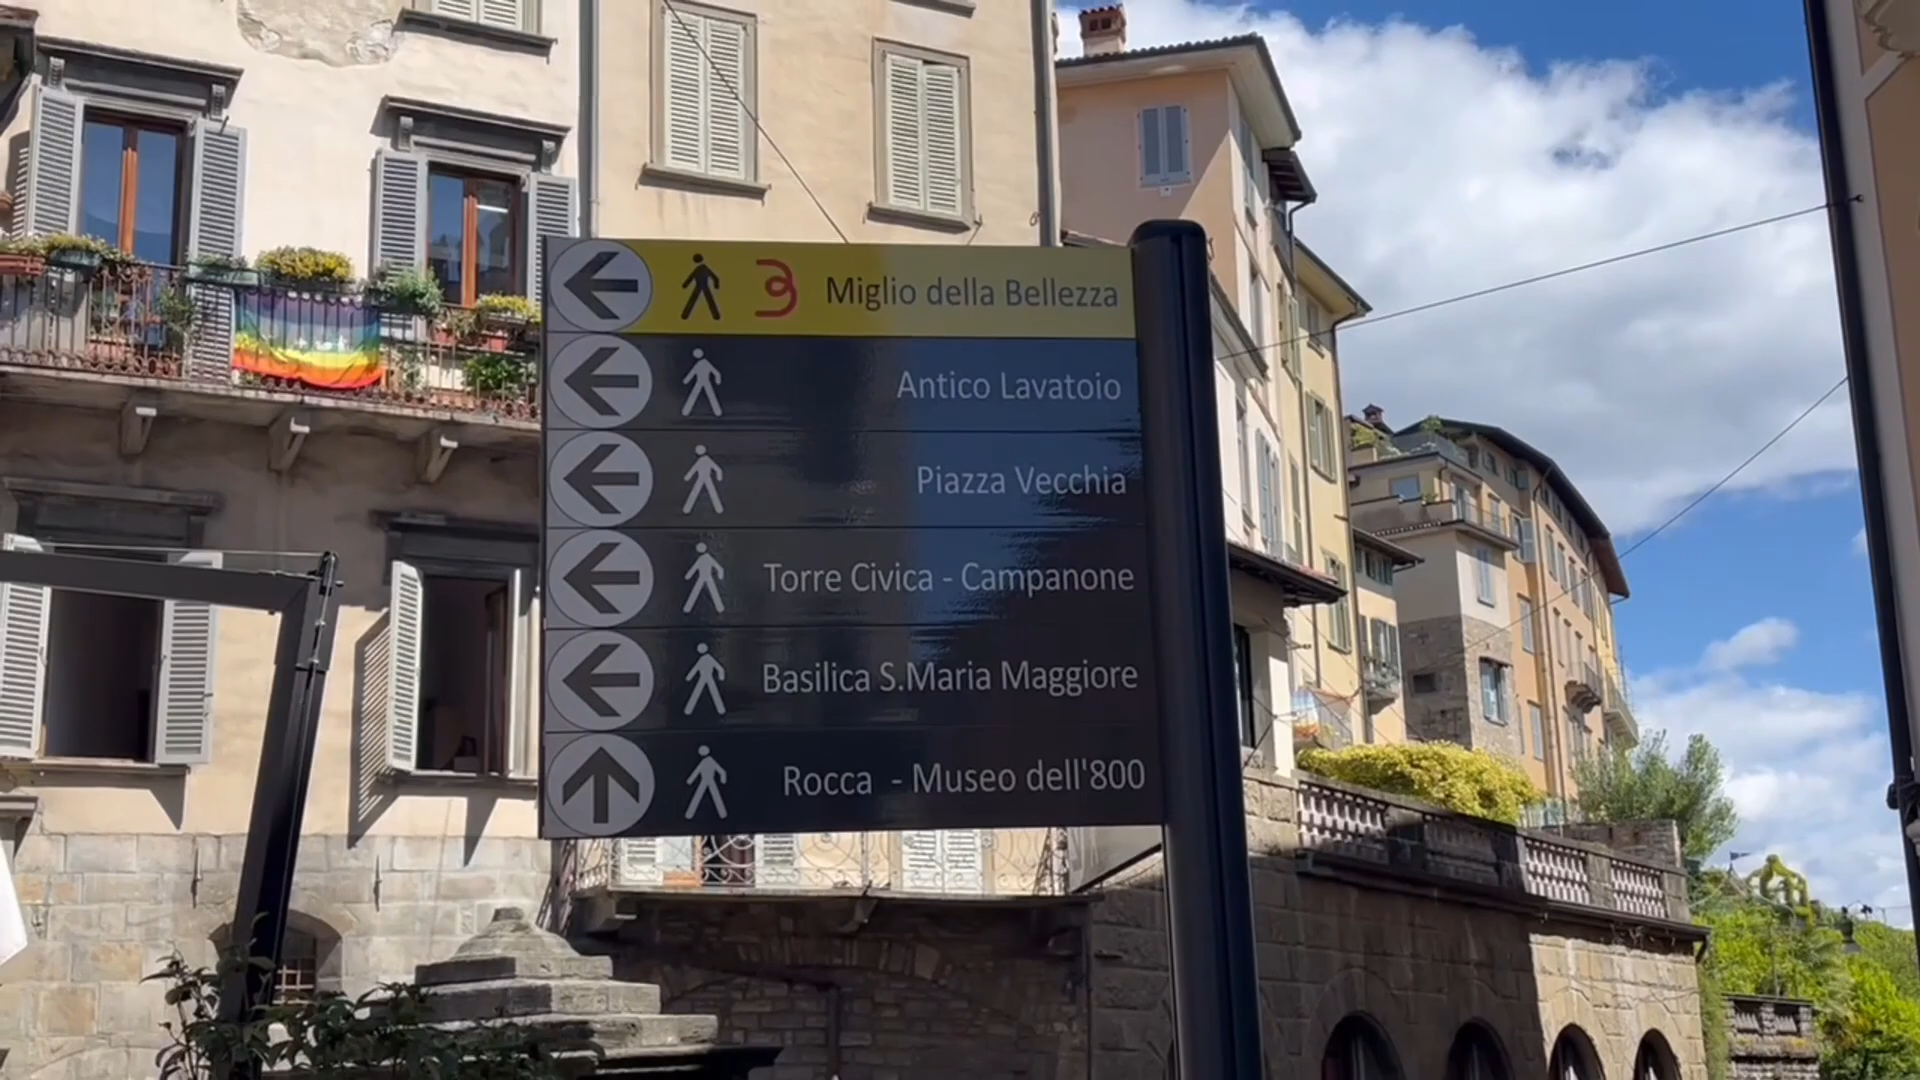 Miglio della Bellezza
Antico Lavatoio
Piazza Vecchia
Torre Civica - Campanone
Basilica S.Maria Maggiore
Rocca - Museo dell'800